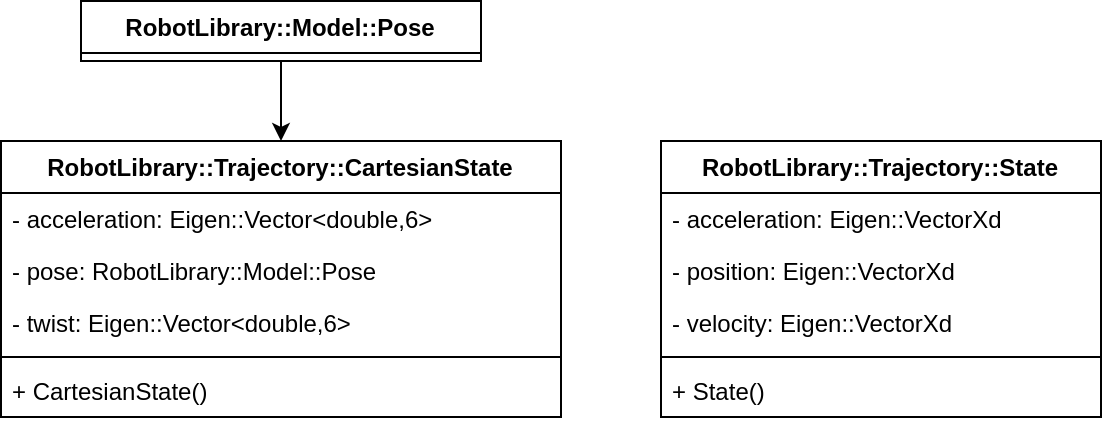 RobotLibrary::Model::Pose
RobotLibrary::Trajectory::CartesianState
- acceleration: Eigen::Vector<double,6>
- pose: RobotLibrary::Model::Pose
- twist: Eigen::Vector<double,6>
+ CartesianState()
RobotLibrary::Trajectory::State
- acceleration: Eigen::VectorXd
- position: Eigen::VectorXd
- velocity: Eigen::VectorXd
+ State()